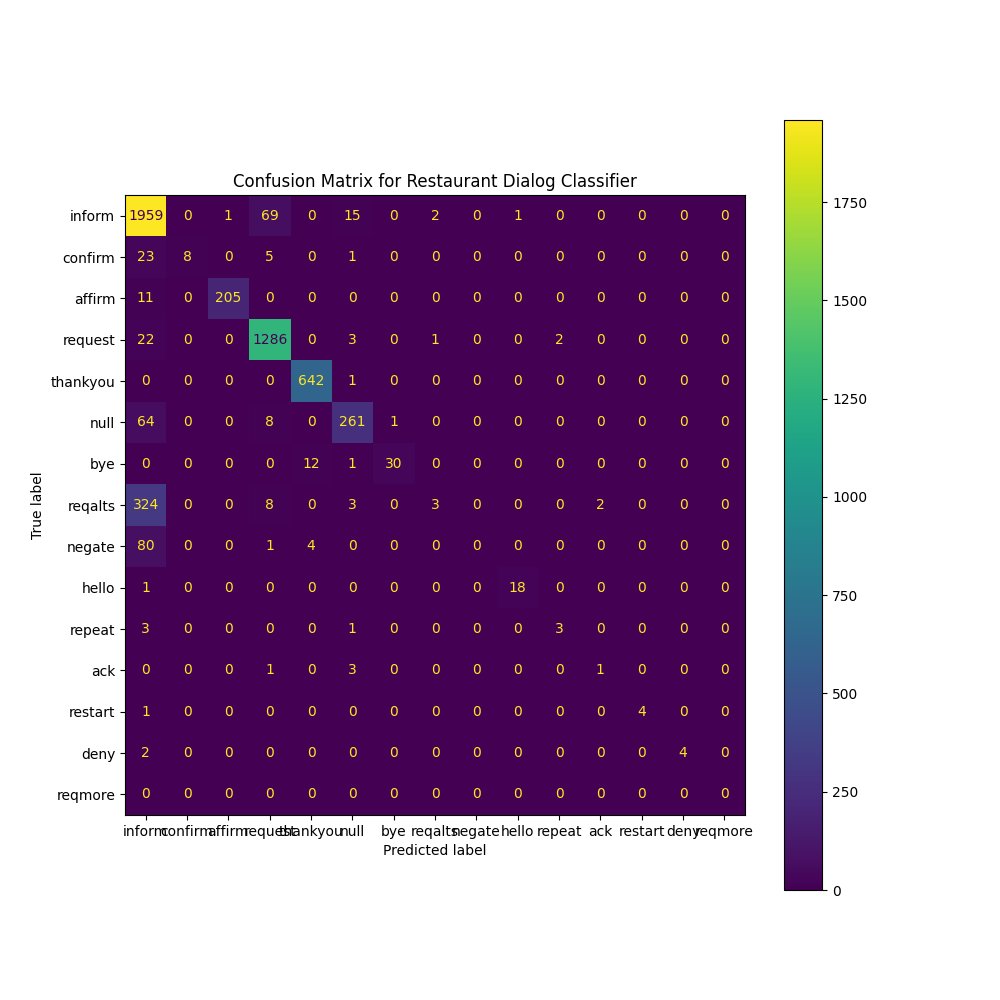 Confusion Matrix for Restaurant Dialog Classifier
inform 1959 0 1 69 0 15 0 2 0 1 0 0 0 0 0
confirm 23 8 0 5 0 1 0 0 0 0 0 0 0 0 0
affirm 11 0 205 0 0 0 0 0 0 0 0 0 0 0 0
request 22 0 0 1286 0 3 0 1 0 0 2 0 0 0 0
thankyou 0 0 0 0 642 1 0 0 0 0 0 0 0 0 0
null 64 0 0 8 0 261 1 0 0 0 0 0 0 0 0
bye 0 0 0 0 12 1 30 0 0 0 0 0 0 0 0
reqalts 324 0 0 8 0 3 0 3 0 0 0 2 0 0 0
negate 80 0 0 1 4 0 0 0 0 0 0 0 0 0 0
hello 1 0 0 0 0 0 0 0 0 18 0 0 0 0 0
repeat 3 0 0 0 0 1 0 0 0 0 3 0 0 0 0
ack 0 0 0 1 0 3 0 0 0 0 0 1 0 0 0
restart 1 0 0 0 0 0 0 0 0 0 0 0 4 0 0
deny 2 0 0 0 0 0 0 0 0 0 0 0 0 4 0
reqmore 0 0 0 0 0 0 0 0 0 0 0 0 0 0 0
inform confirm affirm request thankyou null bye reqalts negate hello repeat ack restart deny reqmore
Predicted label
True label
1750
1500
1250
1000
750
500
250
0